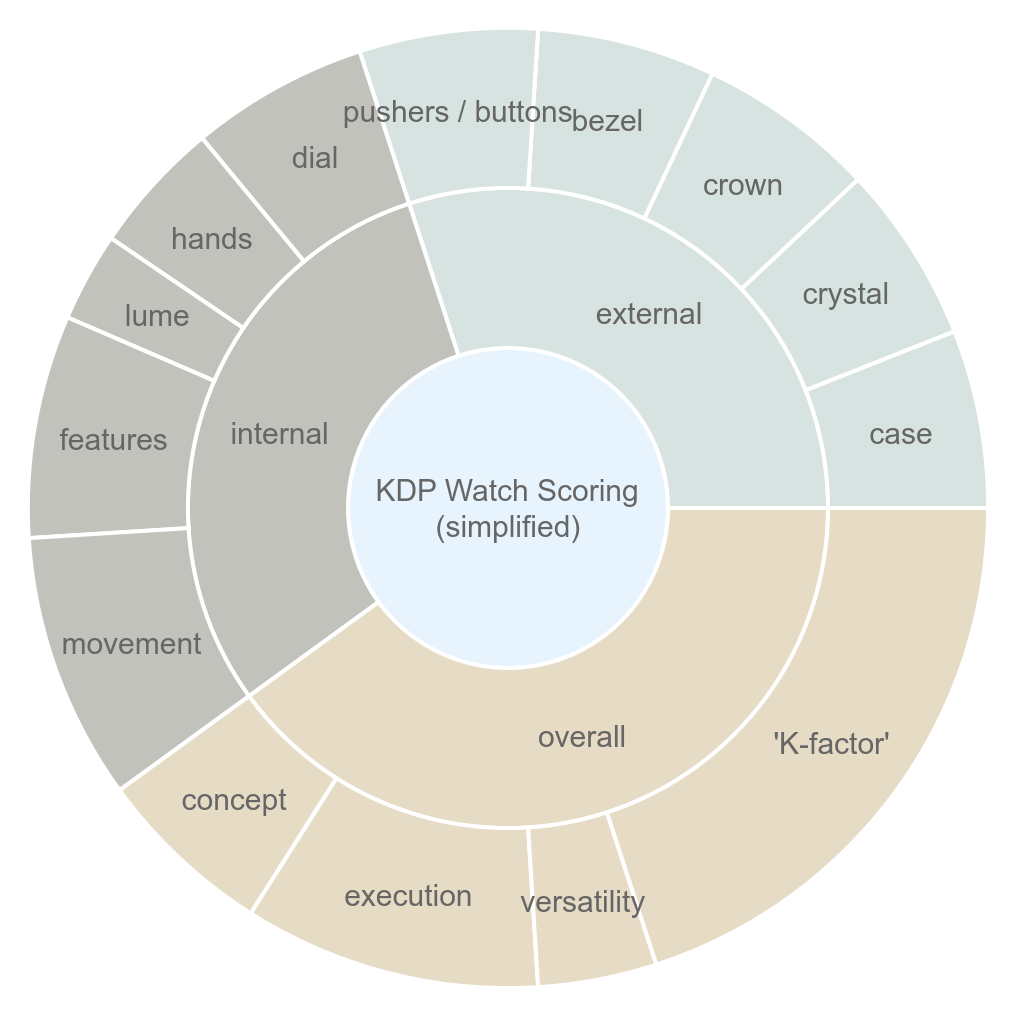 pushers / buttons
bezel
dial
crown
hands
crystal
lume
external
features
internal
case
KDP Watch Scoring
(simplified)
movement
overall
'K-factor'
concept
execution
versatility